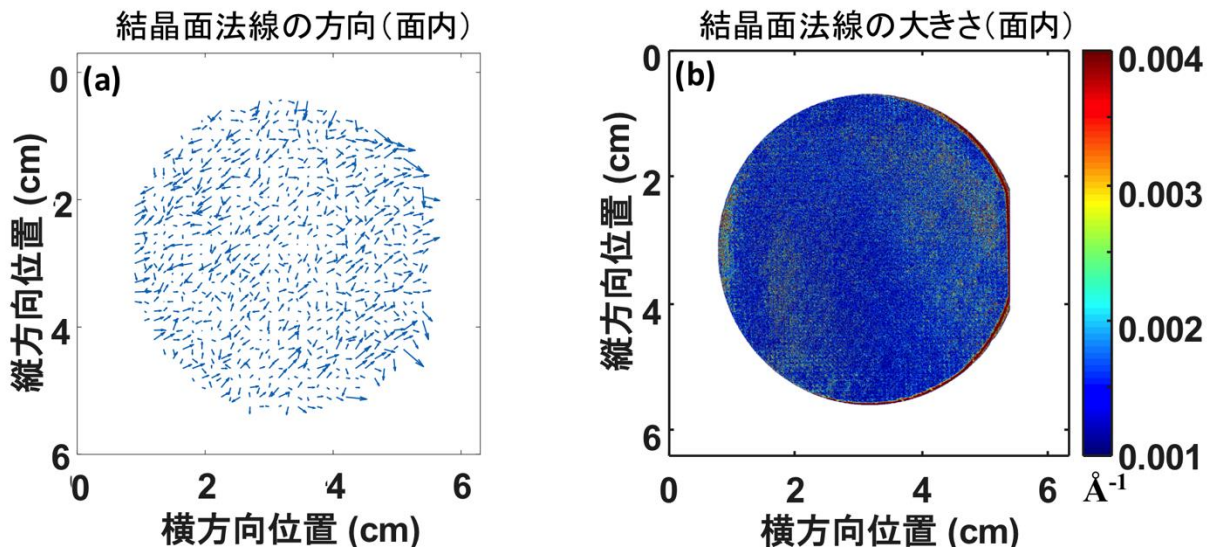 結晶面法線の方向(面内)
(a)
0
2
4
6
縦方向位置 (cm)
0
2
4
6
横方向位置 (cm)
結晶面法線の大きさ(面内)
(b)
0
2
4
6
縦方向位置 (cm)
0
2
4
6
横方向位置 (cm)
0.004
0.003
0.002
0.001
Å-1